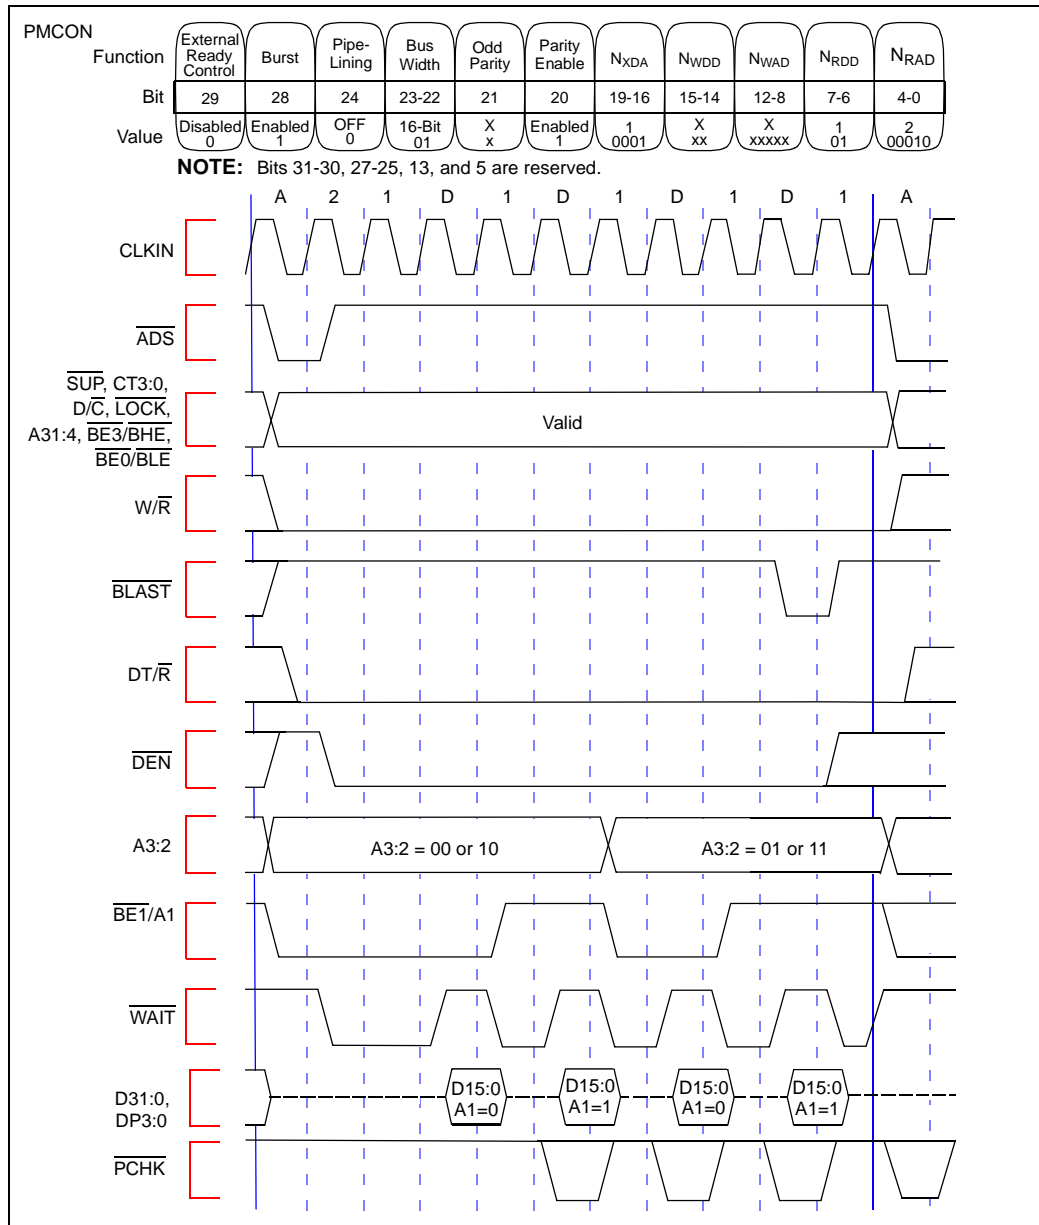 PMCON
Function External Ready Control Burst Pipe-Lining Bus Width Odd Parity Parity Enable NXDA NWDD NWAD NRDD NRAD
Bit 29 28 24 23-22 21 20 19-16 15-14 12-8 7-6 4-0
Value Disabled 0 Enabled 1 OFF 0 16-Bit 01 X x Enabled 1 1 0001 X xx X xxxxx 1 01 2 00010
NOTE: Bits 31-30, 27-25, 13, and 5 are reserved.
A 2 1 D 1 D 1 D 1 D 1 A
CLKIN
ADS
SUP, CT3:0,
D/C, LOCK,
A31:4, BE3/BHE,
BE0/BLE
Valid
W/R
BLAST
DT/R
DEN
A3:2 A3:2 = 00 or 10 A3:2 = 01 or 11
BE1/A1
WAIT
D31:0,
DP3:0
D15:0 D15:0 D15:0 D15:0
A1=0 A1=1 A1=0 A1=1
PCHK